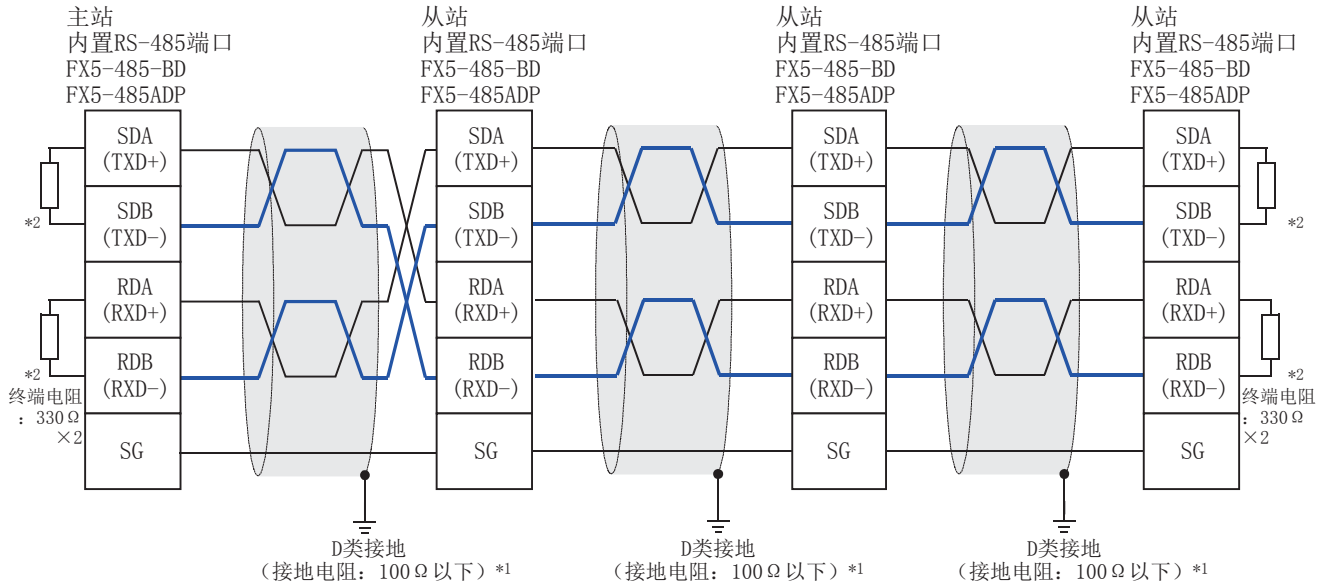 主站
内置RS-485端口
FX5-485-BD
FX5-485ADP
从站
内置RS-485端口
FX5-485-BD
FX5-485ADP
从站
内置RS-485端口
FX5-485-BD
FX5-485ADP
从站
内置RS-485端口
FX5-485-BD
FX5-485ADP
SDA
(TXD+)
SDB
(TXD-)
RDA
(RXD+)
RDB
(RXD-)
SG
SDA
(TXD+)
SDB
(TXD-)
RDA
(RXD+)
RDB
(RXD-)
SG
SDA
(TXD+)
SDB
(TXD-)
RDA
(RXD+)
RDB
(RXD-)
SG
SDA
(TXD+)
SDB
(TXD-)
RDA
(RXD+)
RDB
(RXD-)
SG
*2
*2
终端电阻
：330Ω
×2
*2
*2
终端电阻
：330Ω
×2
D类接地
（接地电阻：100Ω以下）*1
D类接地
（接地电阻：100Ω以下）*1
D类接地
（接地电阻：100Ω以下）*1